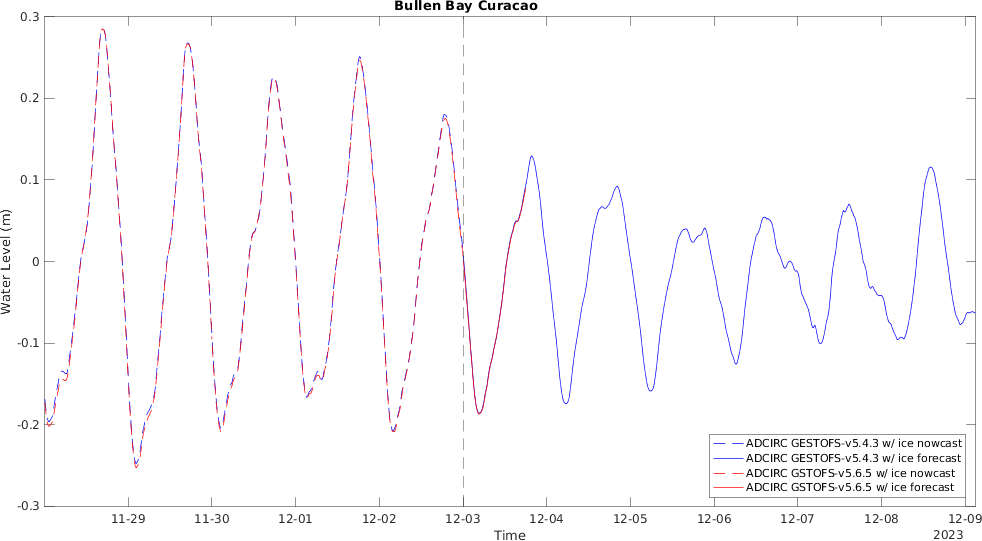 Bullen Bay Curacao
0.3
0.2
0.1
0
-0.1
-0.2
-0.3
Water Level (m)
ADCIRC GESTOFS-v5.4.3 w/ ice nowcast
ADCIRC GESTOFS-v5.4.3 w/ ice forecast
ADCIRC GSTOFS-v5.6.5 w/ ice nowcast
ADCIRC GSTOFS-v5.6.5 w/ ice forecast
11-29 11-30 12-01 12-02 12-03 12-04 12-05 12-06 12-07 12-08 12-09
Time
2023